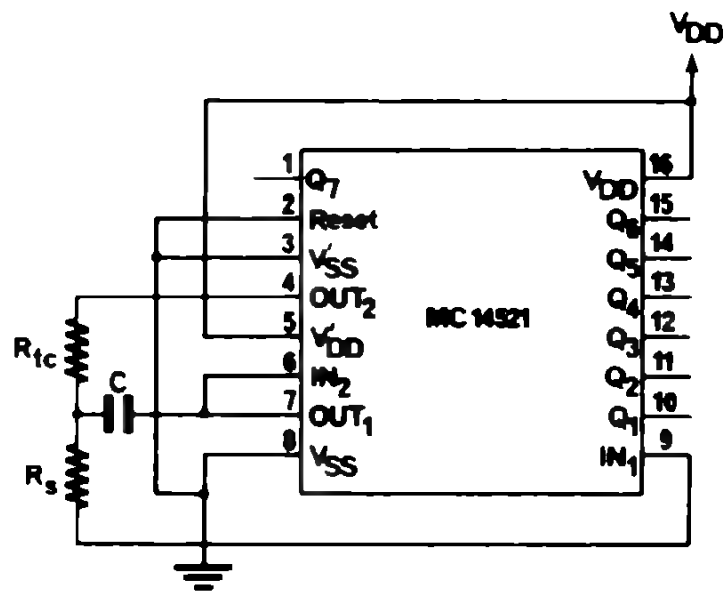 VDD
1 Q7
2 Reset
3 V'SS
4 OUT2
5 V'DD
6 IN2
7 OUT1
8 VSS
MC 14521
16 VDD
15 Q6
14 Q5
13 Q4
12 Q3
11 Q2
10 Q1
9 IN1
Rtc
C
Rs